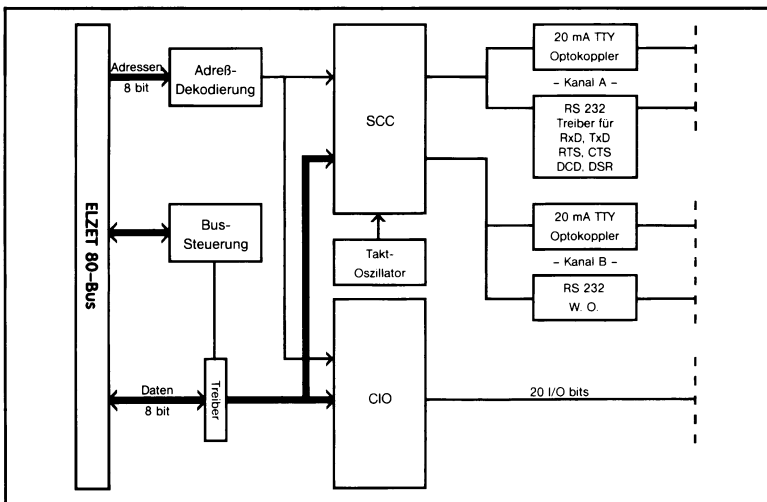 ELZET 80-Bus
Adressen
8 bit
Adreß-
Dekodierung
Bus-
Steuerung
Daten
8 bit
Treiber
SCC
Takt-
Oszillator
CIO
20 mA TTY
Optokoppler
– Kanal A –
RS 232
Treiber für
RxD, TxD
RTS, CTS
DCD, DSR
20 mA TTY
Optokoppler
– Kanal B –
RS 232
W. O.
20 I/O bits